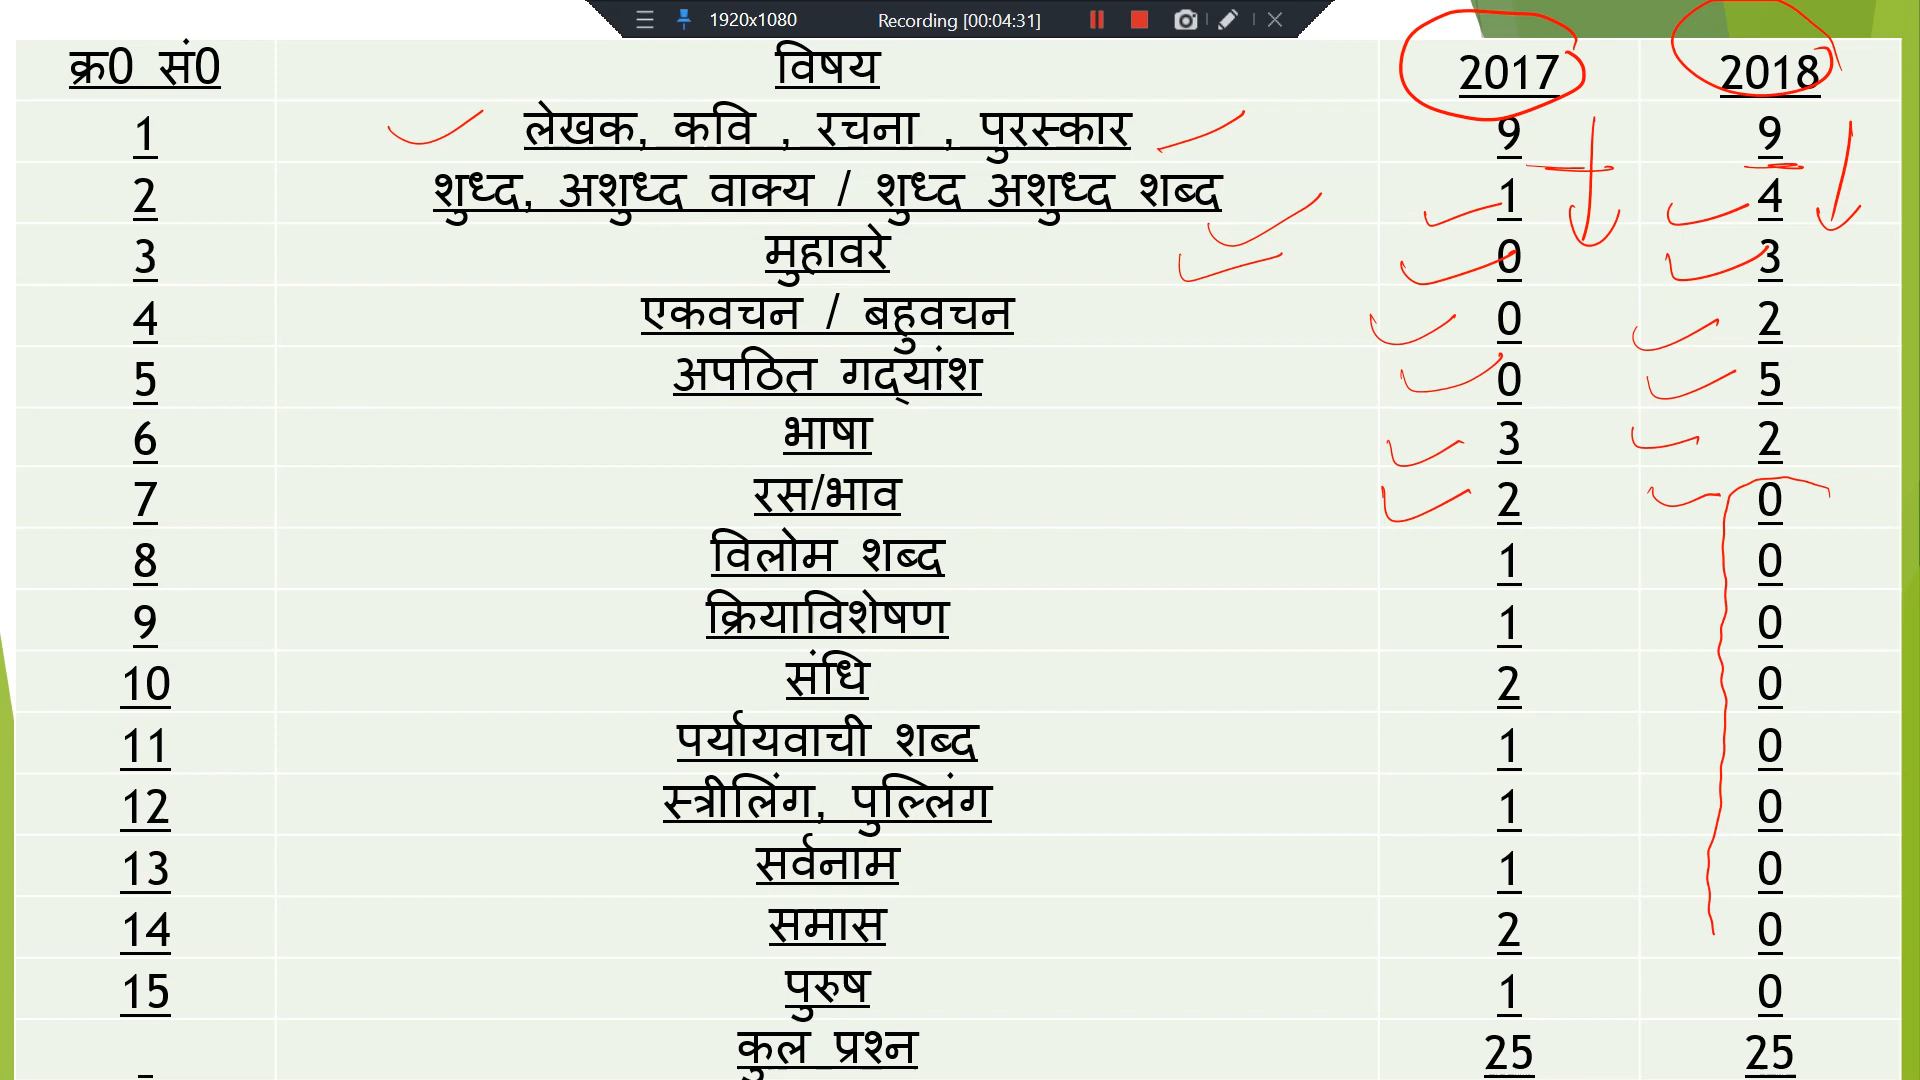 1920x1080 Recording [00:04:31]
क्र0 सं0 विषय 2017 2018
1 लेखक, कवि , रचना , पुरस्कार 9 9
2 शुध्द, अशुध्द वाक्य / शुध्द अशुध्द शब्द 1 4
3 मुहावरे 0 3
4 एकवचन / बहुवचन 0 2
5 अपठित गद्यांश 0 5
6 भाषा 3 2
7 रस/भाव 2 0
8 विलोम शब्द 1 0
9 क्रियाविशेषण 1 0
10 संधि 2 0
11 पर्यायवाची शब्द 1 0
12 स्त्रीलिंग, पुल्लिंग 1 0
13 सर्वनाम 1 0
14 समास 2 0
15 पुरुष 1 0
कुल प्रश्न 25 25